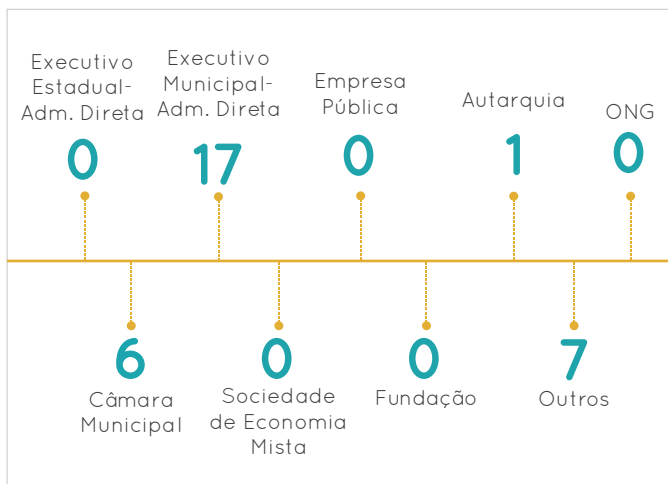 Executivo
Estadual-
Adm. Direta
0
Executivo
Municipal-
Adm. Direta
17
Empresa
Pública
0
Autarquia
1
ONG
0
6
Câmara
Municipal
0
Sociedade
de Economia
Mista
0
Fundação
7
Outros